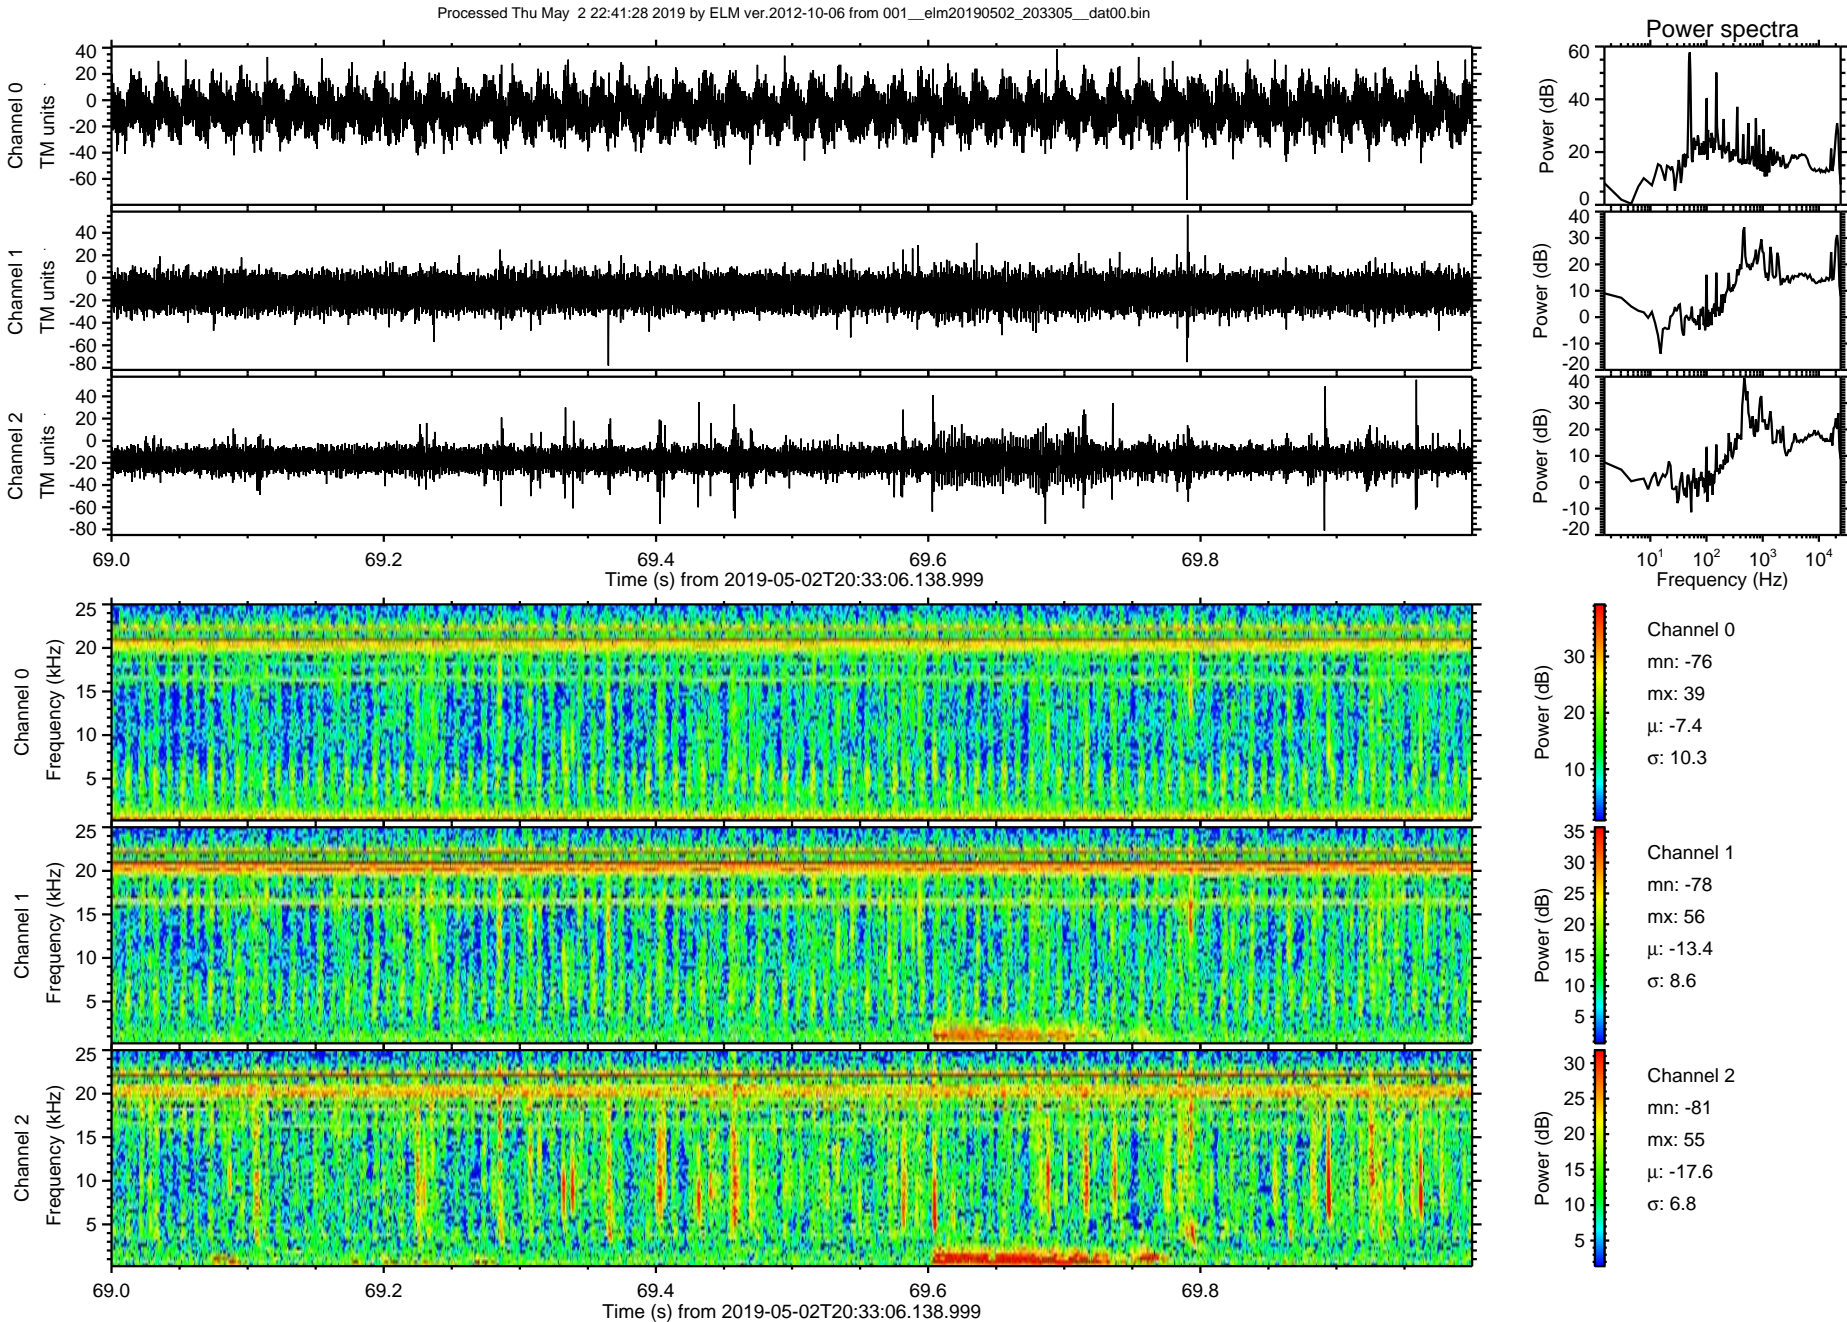 Processed Thu May  2 22:41:28 2019 by ELM ver.2012-10-06 from 001__elm20190502_203305__dat00.bin
Power spectra
Channel 0
TM units
40
20
0
-20
-40
-60
Power (dB)
60
40
20
0
Channel 1
TM units
40
20
0
-20
-40
-60
-80
Power (dB)
40
30
20
10
0
-10
-20
Channel 2
TM units
40
20
0
-20
-40
-60
-80
Power (dB)
40
30
20
10
0
-10
-20
69.0 69.2 69.4 69.6 69.8
Time (s) from 2019-05-02T20:33:06.138.999
10^1 10^2 10^3 10^4
Frequency (Hz)
Channel 0
Frequency (kHz)
25
20
15
10
5
Power (dB)
30
20
10
Channel 0
mn: -76
mx: 39
μ: -7.4
σ: 10.3
Channel 1
Frequency (kHz)
25
20
15
10
5
Power (dB)
35
30
25
20
15
10
5
Channel 1
mn: -78
mx: 56
μ: -13.4
σ: 8.6
Channel 2
Frequency (kHz)
25
20
15
10
5
Power (dB)
30
25
20
15
10
5
Channel 2
mn: -81
mx: 55
μ: -17.6
σ: 6.8
69.0 69.2 69.4 69.6 69.8
Time (s) from 2019-05-02T20:33:06.138.999